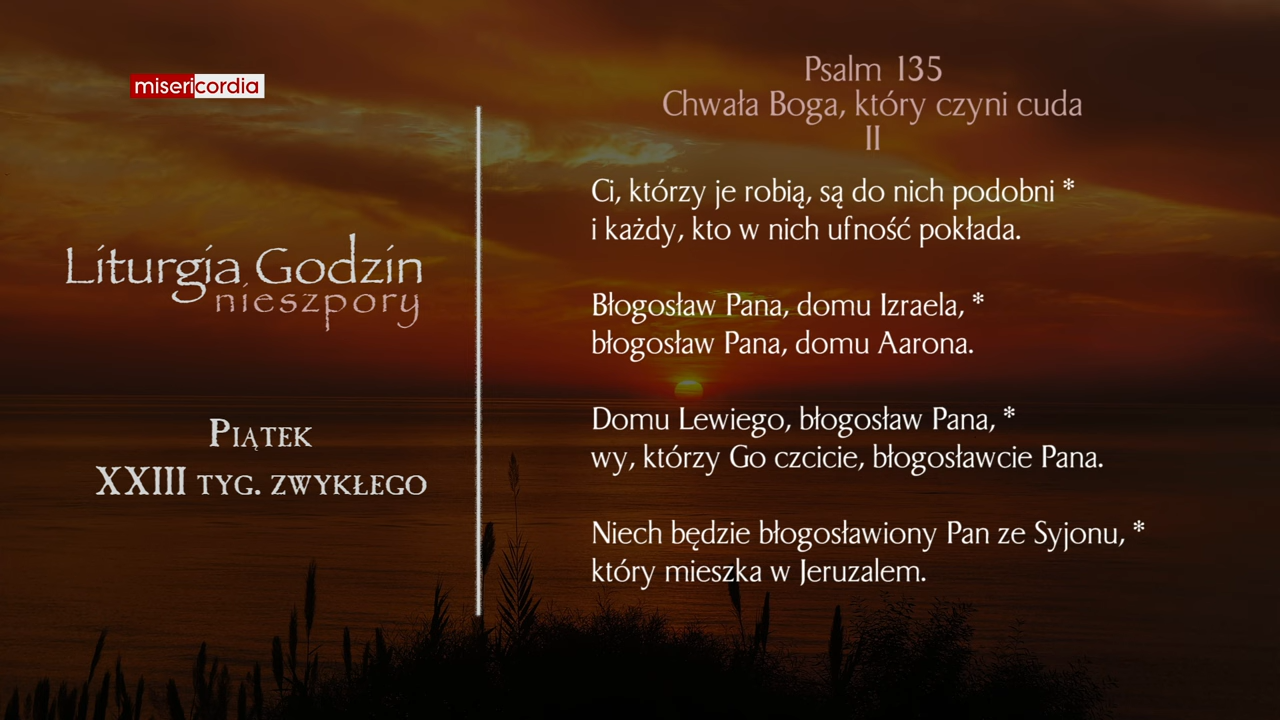 misericordia
Liturgia Godzin
nieszpory
Piątek
XXIII tyg. zwykłego
Psalm 135
Chwała Boga, który czyni cuda
II
Ci, którzy je robią, są do nich podobni *
i każdy, kto w nich ufność pokłada.
Błogosław Pana, domu Izraela, *
błogosław Pana, domu Aarona.
Domu Lewiego, błogosław Pana, *
wy, którzy Go czcicie, błogosławcie Pana.
Niech będzie błogosławiony Pan ze Syjonu, *
który mieszka w Jeruzalem.